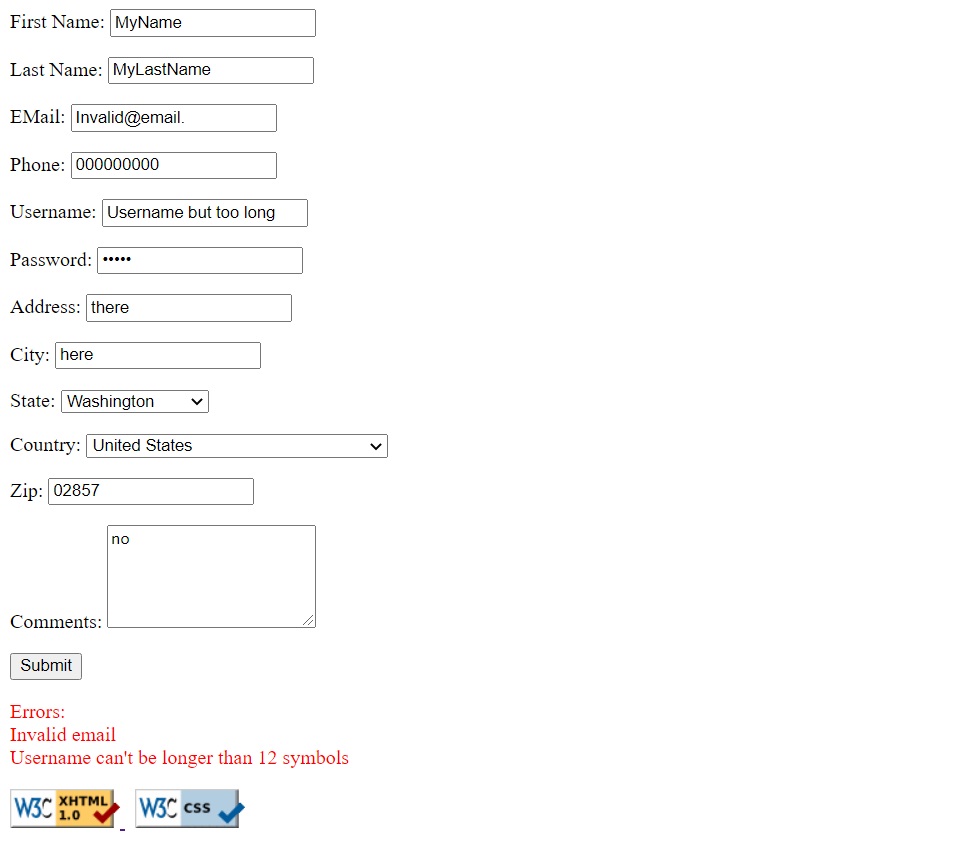 First Name: MyName
Last Name: MyLastName
EMail: Invalid@email.
Phone: 000000000
Username: Username but too long
Password: •••••
Address: there
City: here
State: Washington
Country: United States
Zip: 02857
Comments: no
Submit
Errors:
Invalid email
Username can't be longer than 12 symbols
W3C XHTML 1.0 W3C css